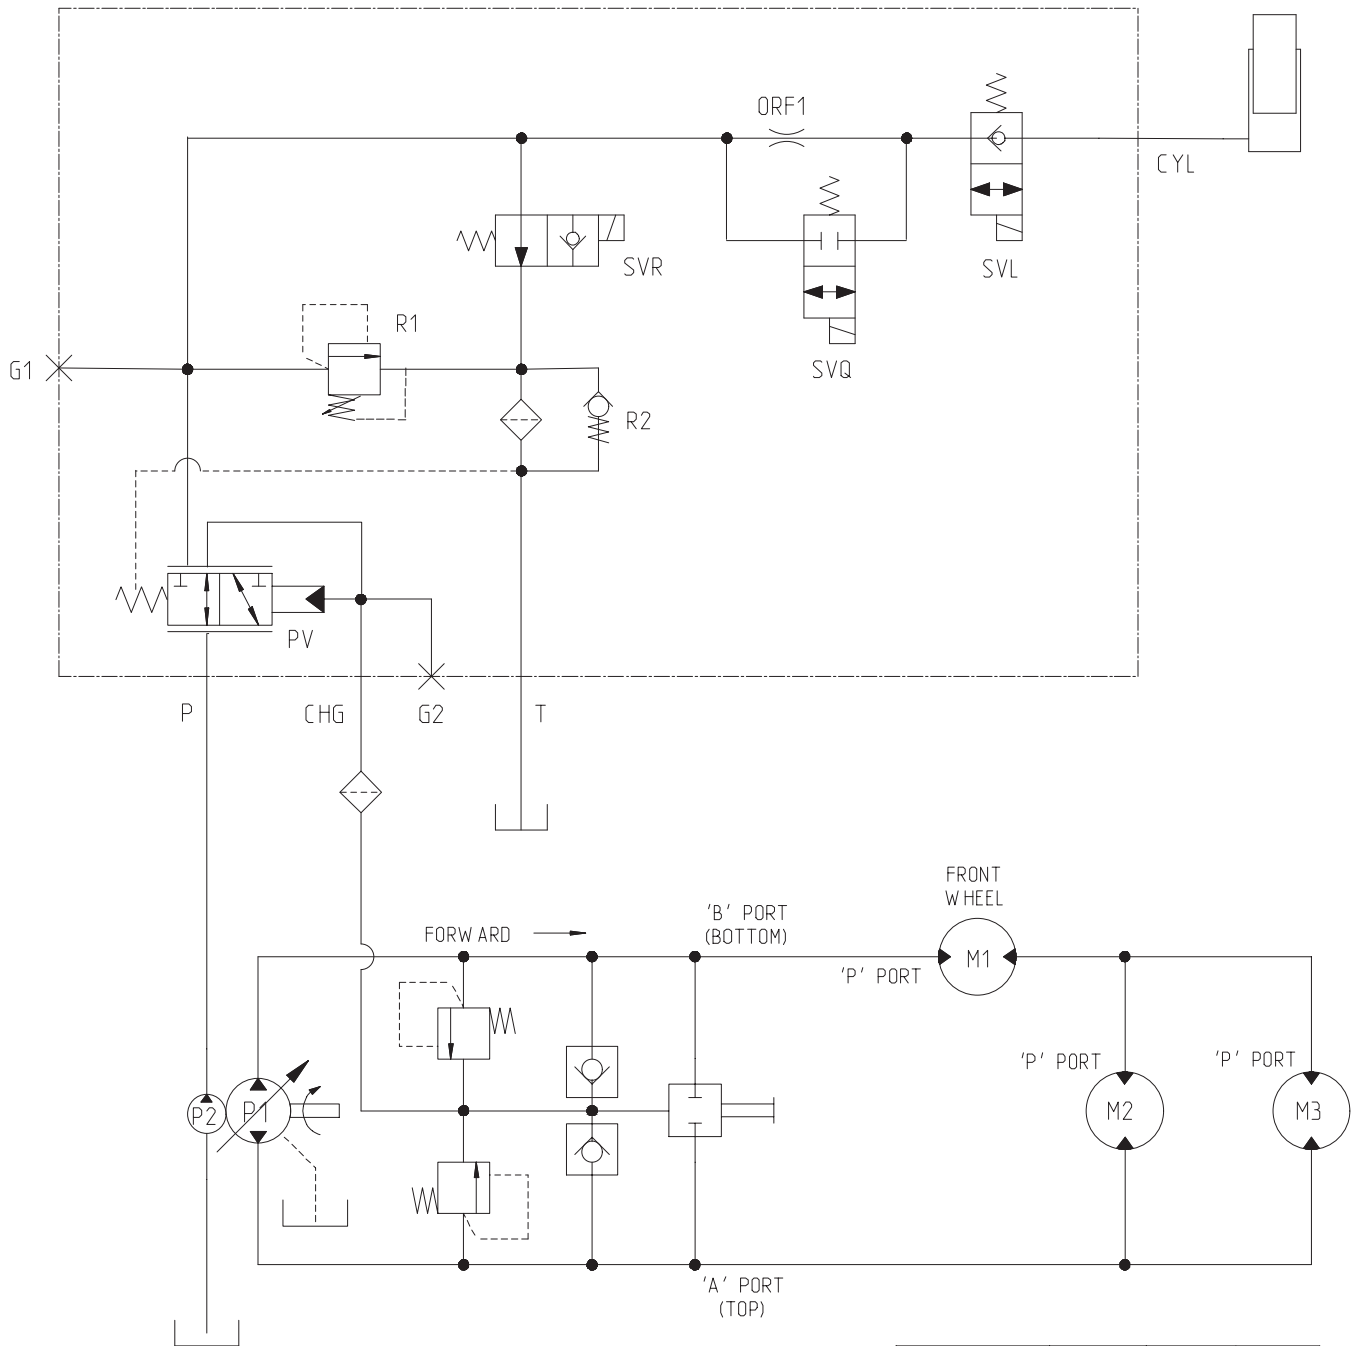 ORF1
CYL
SVR
SVL
R1
G1
SVQ
R2
PV
P
CHG
G2
T
FRONT
WHEEL
'B' PORT
(BOTTOM)
FORWARD
M1
'P' PORT
'P' PORT
'P' PORT
P2
P1
M2
M3
'A' PORT
(TOP)